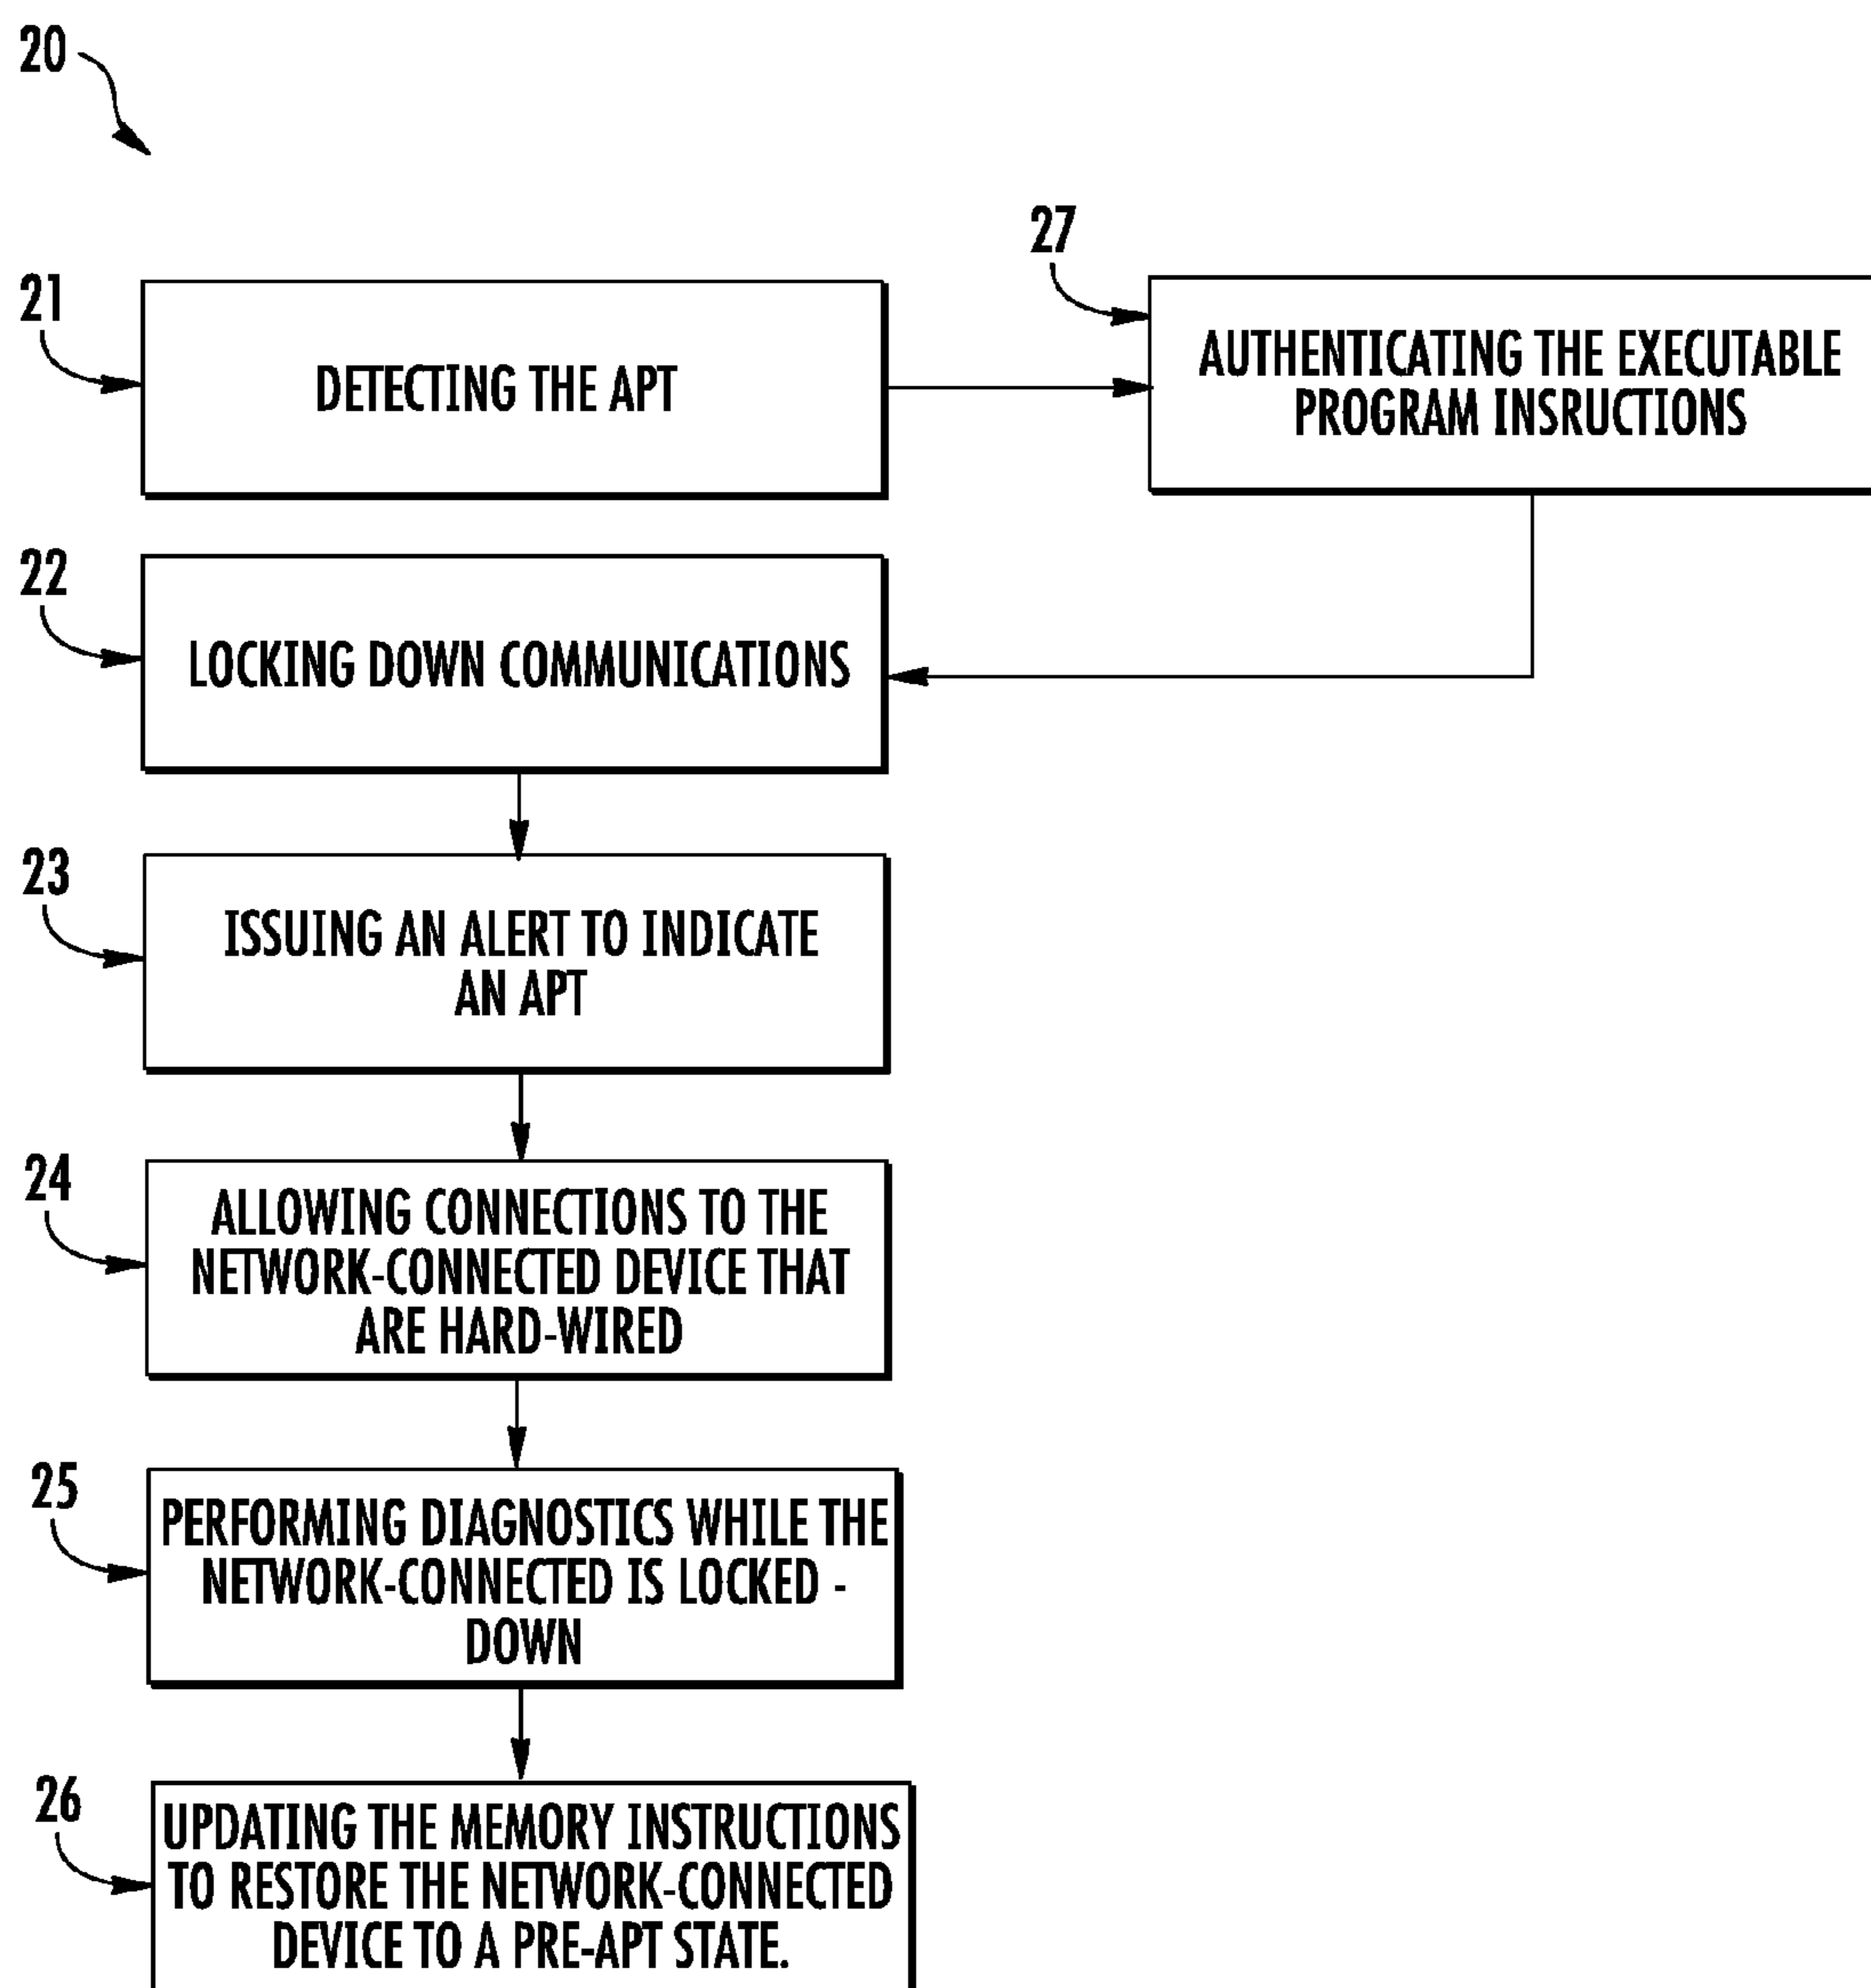 20
21
DETECTING THE APT
27
AUTHENTICATING THE EXECUTABLE
PROGRAM INSRUCTIONS
22
LOCKING DOWN COMMUNICATIONS
23
ISSUING AN ALERT TO INDICATE
AN APT
24
ALLOWING CONNECTIONS TO THE
NETWORK-CONNECTED DEVICE THAT
ARE HARD-WIRED
25
PERFORMING DIAGNOSTICS WHILE THE
NETWORK-CONNECTED IS LOCKED -
DOWN
26
UPDATING THE MEMORY INSTRUCTIONS
TO RESTORE THE NETWORK-CONNECTED
DEVICE TO A PRE-APT STATE.